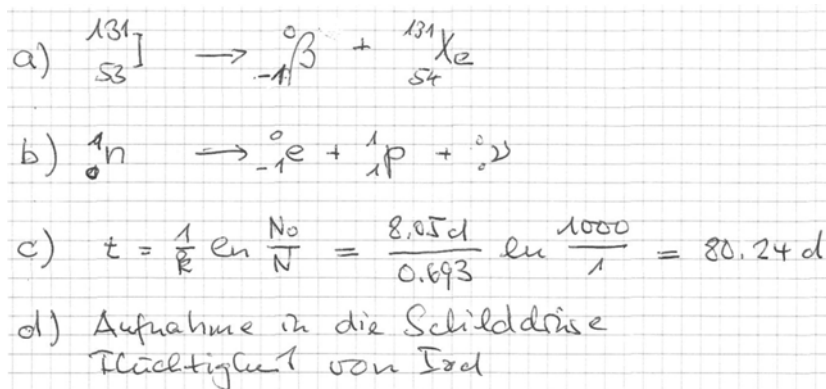 a) ¹³¹₅₃I → ⁰₋₁β + ¹³¹₅₄Xe
b) ¹₀n → ⁰₋₁e + ¹₁p + ⁰₀ν
c) t = 1/k ln N₀/N = 8.05d/0.693 ln 1000/1 = 80.24 d
d) Aufnahme in die Schilddrüse
Flüchtigkeit von Iod